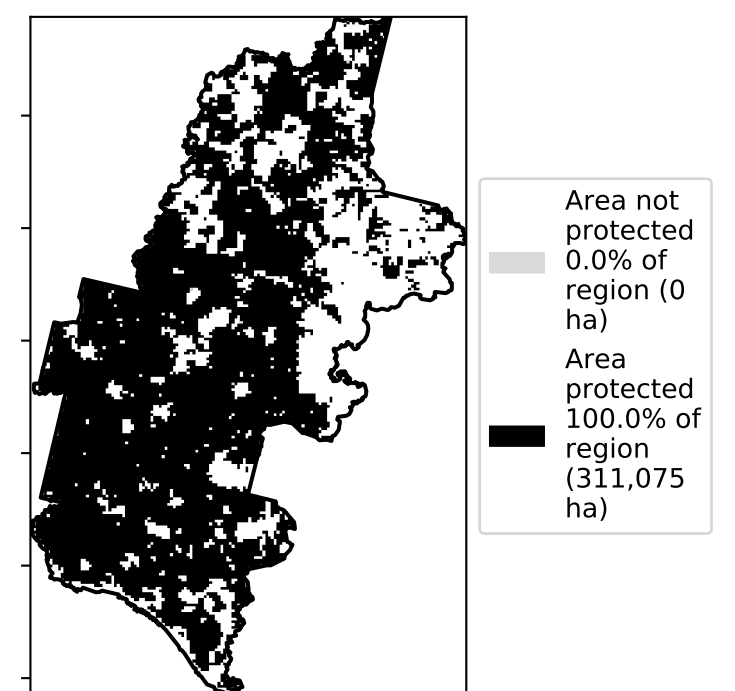 Area not
protected
0.0% of
region (0
ha)
Area
protected
100.0% of
region
(311,075
ha)